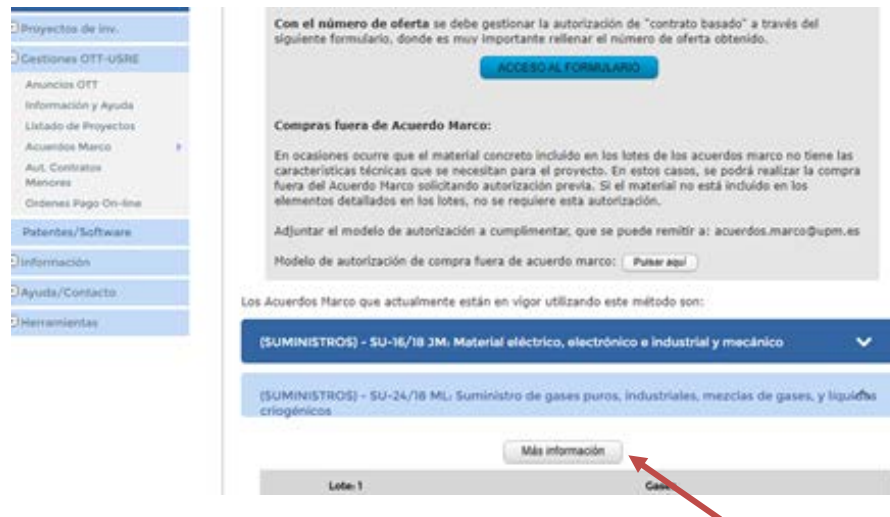 Proyectos de inv.
Gestiones OTT-USRE
Anuncios OTT
Información y Ayuda
Listado de Proyectos
Acuerdos Marco
Aut. Contratos
Menores
Ordenes Pago On-line
Patentes/Software
Información
Ayuda/Contacto
Herramientas
Con el número de oferta se debe gestionar la autorización de "contrato basado" a través del
siguiente formulario, donde es muy importante rellenar el número de oferta obtenido.
ACCESO AL FORMULARIO
Compras fuera de Acuerdo Marco:
En ocasiones ocurre que el material concreto incluido en los lotes de los acuerdos marco no tiene las
características técnicas que se necesitan para el proyecto. En estos casos, se podrá realizar la compra
fuera del Acuerdo Marco solicitando autorización previa. Si el material no está incluido en los
elementos detallados en los lotes, no se requiere esta autorización.
Adjuntar el modelo de autorización a cumplimentar, que se puede remitir a: acuerdos.marco@upm.es
Modelo de autorización de compra fuera de acuerdo marco: Pulsar aquí
Los Acuerdos Marco que actualmente están en vigor utilizando este método son:
(SUMINISTROS) - SU-16/18 JM: Material eléctrico, electrónico e industrial y mecánico
(SUMINISTROS) - SU-24/18 ML: Suministro de gases puros, industriales, mezclas de gases, y líquidos
criogénicos
Más información
Lote: 1